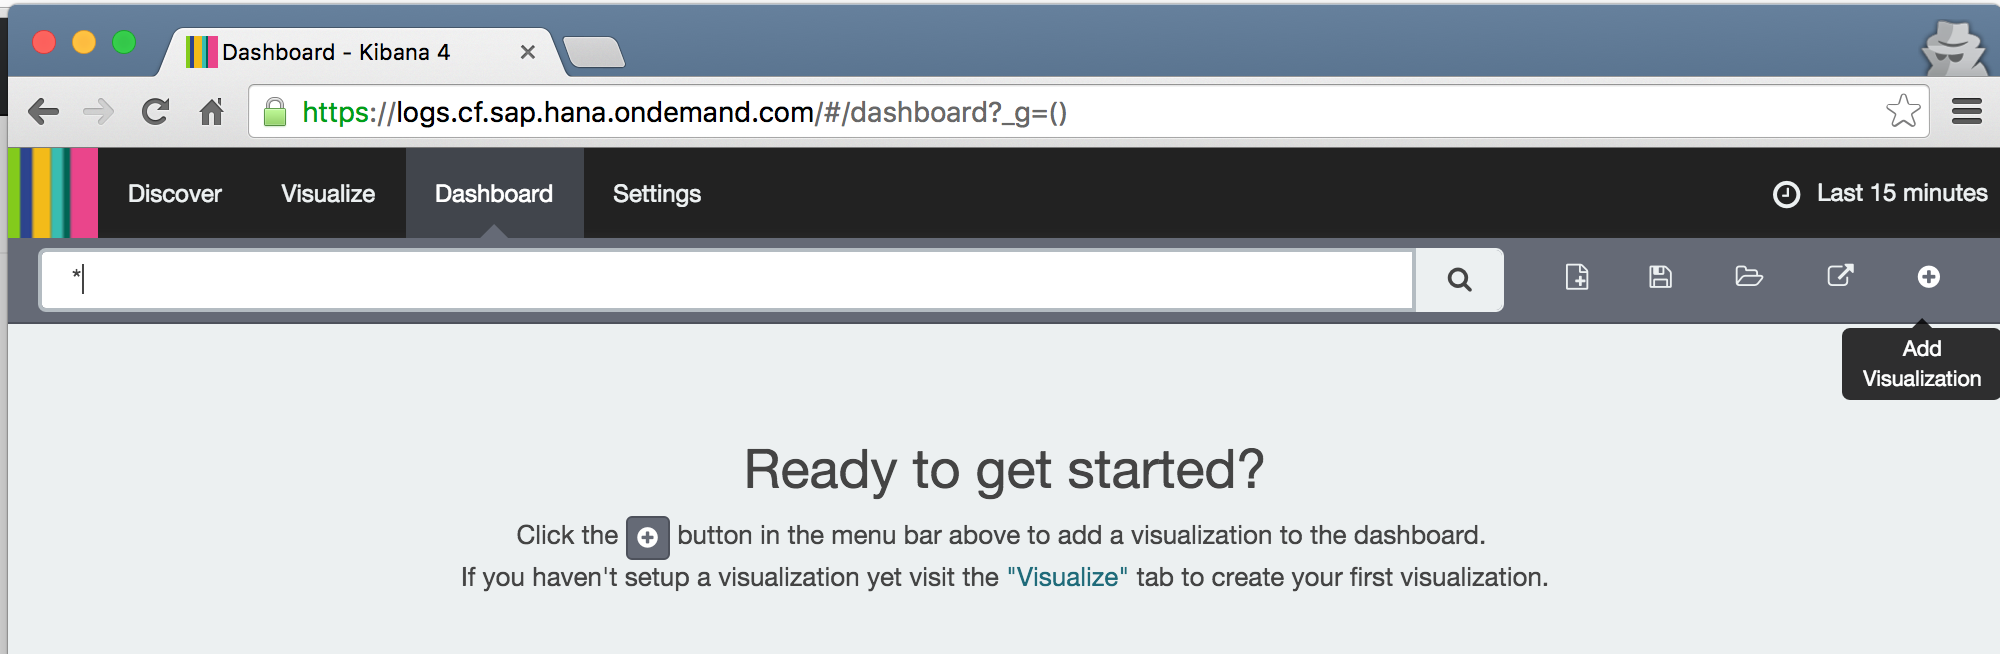 Dashboard - Kibana 4
https://logs.cf.sap.hana.ondemand.com/#/dashboard?_g=()
Discover Visualize Dashboard Settings Last 15 minutes
*
Add
Visualization
Ready to get started?
Click the button in the menu bar above to add a visualization to the dashboard.
If you haven't setup a visualization yet visit the "Visualize" tab to create your first visualization.